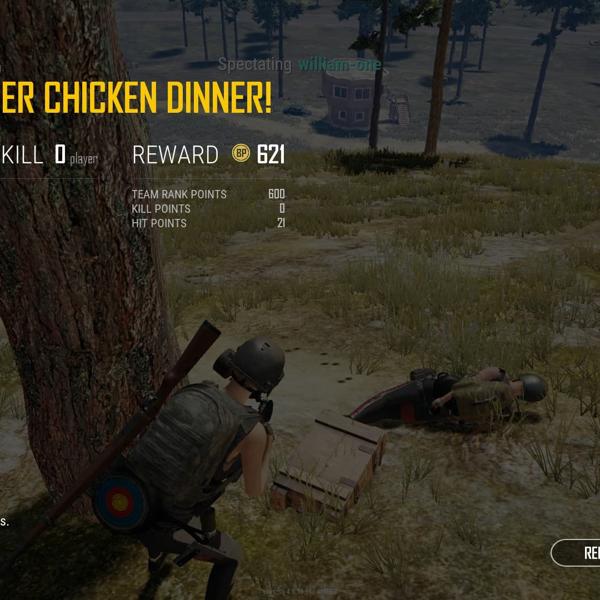 Spectating william-one
ER CHICKEN DINNER!
KILL 0 player
REWARD BP 621
TEAM RANK POINTS 600
KILL POINTS 0
HIT POINTS 21
s.
RE